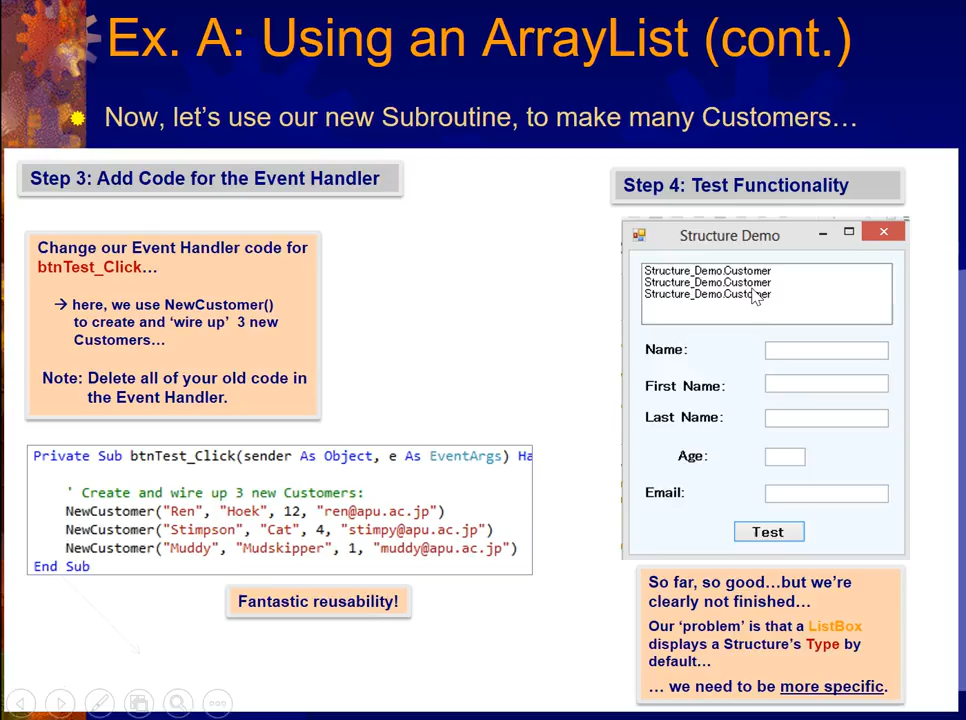 Ex. A: Using an ArrayList (cont.)
Now, let's use our new Subroutine, to make many Customers…
Step 3: Add Code for the Event Handler
Change our Event Handler code for
btnTest_Click…
→ here, we use NewCustomer()
to create and 'wire up' 3 new
Customers…
Note: Delete all of your old code in
the Event Handler.
Private Sub btnTest_Click(sender As Object, e As EventArgs) Ha
' Create and wire up 3 new Customers:
NewCustomer("Ren", "Hoek", 12, "ren@apu.ac.jp")
NewCustomer("Stimpson", "Cat", 4, "stimpy@apu.ac.jp")
NewCustomer("Muddy", "Mudskipper", 1, "muddy@apu.ac.jp")
End Sub
Fantastic reusability!
Step 4: Test Functionality
Structure Demo
Structure_Demo.Customer
Structure_Demo.Customer
Structure_Demo.Customer
Name:
First Name:
Last Name:
Age:
Email:
Test
So far, so good…but we're
clearly not finished…
Our 'problem' is that a ListBox
displays a Structure's Type by
default…
… we need to be more specific.